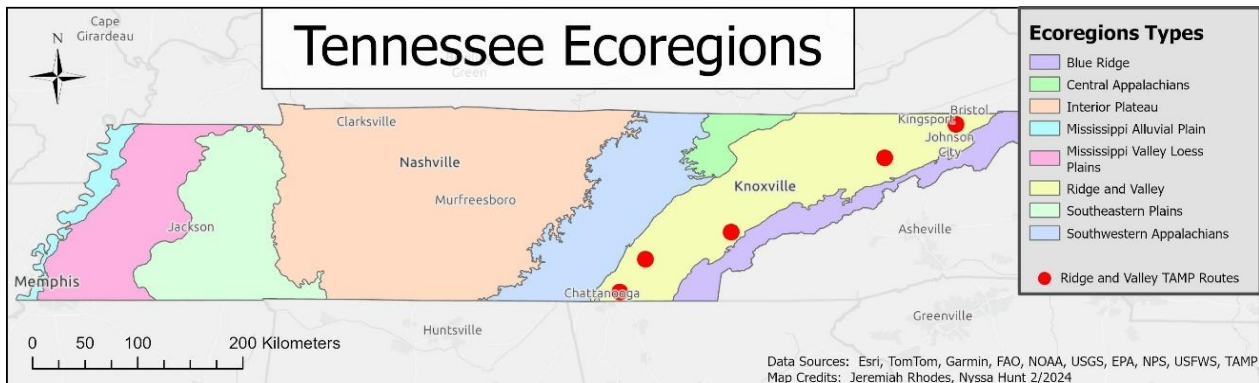 Cape
Girardeau
N
Tennessee Ecoregions
Green
Clarksville
Nashville
Murfreesboro
Jackson
Memphis
Knoxville
Chattanooga
Bristol
Kingsport
Johnson
City
Asheville
Huntsville
Greenville
Ecoregions Types
Blue Ridge
Central Appalachians
Interior Plateau
Mississippi Alluvial Plain
Mississippi Valley Loess
Plains
Ridge and Valley
Southeastern Plains
Southwestern Appalachians
Ridge and Valley TAMP Routes
0 50 100 200 Kilometers
Data Sources: Esri, TomTom, Garmin, FAO, NOAA, USGS, EPA, NPS, USFWS, TAMP
Map Credits: Jeremiah Rhodes, Nyssa Hunt 2/2024